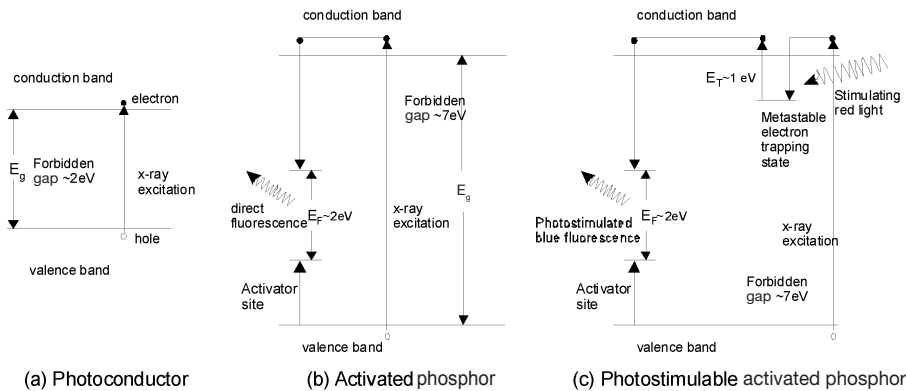 conduction band
electron
E_g
Forbidden
gap ~2eV
x-ray
excitation
hole
valence band
(a) Photoconductor
conduction band
Forbidden
gap ~7eV
E_g
direct
fluorescence
E_F~2eV
x-ray
excitation
Activator
site
valence band
(b) Activated phosphor
conduction band
E_T~1 eV
Stimulating
red light
Metastable
electron
trapping
state
Photostimulated
blue fluorescence
E_F~2eV
x-ray
excitation
Activator
site
Forbidden
gap ~7eV
valence band
(c) Photostimulable activated phosphor